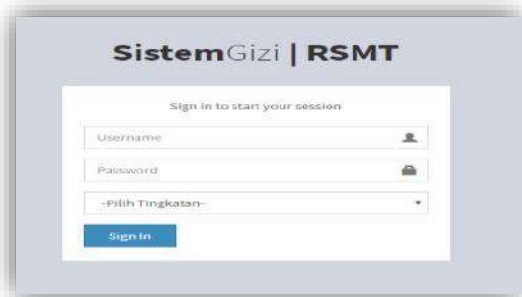 SistemGizi | RSMT
Sign in to start your session
Username
Password
-Pilih Tingkatan-
Sign In